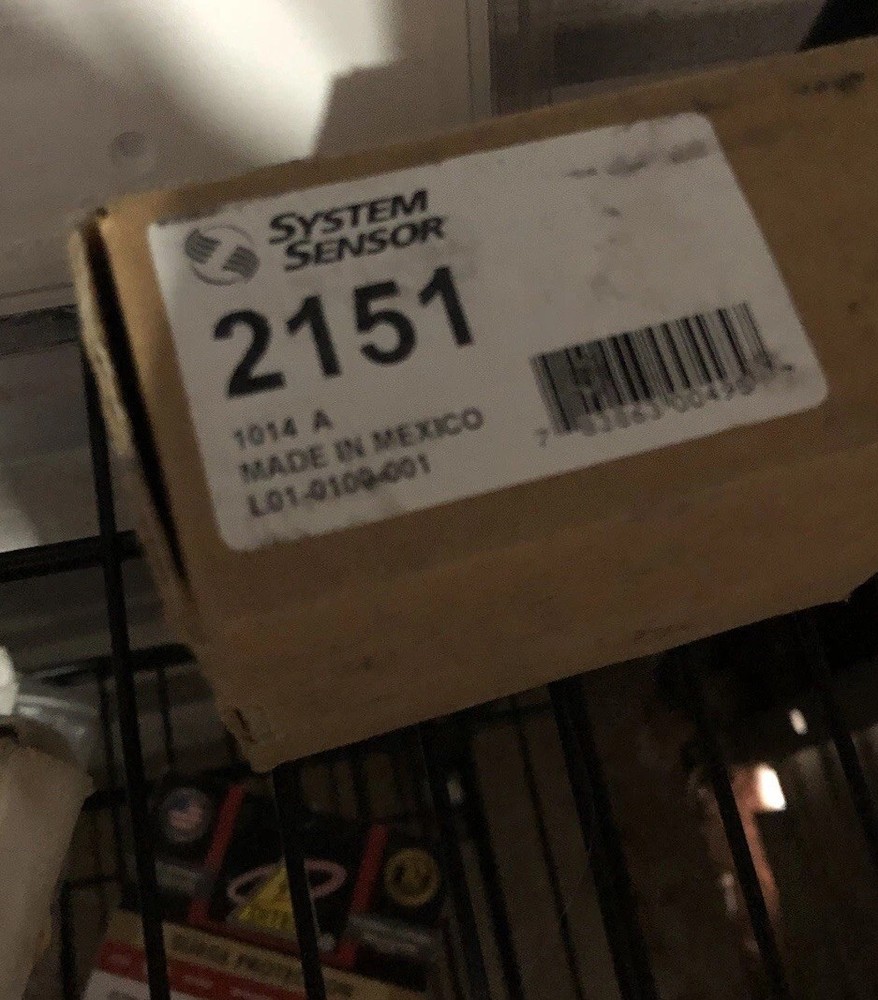 SYSTEM
SENSOR
2151
1014 A
MADE IN MEXICO
L01-0109-001